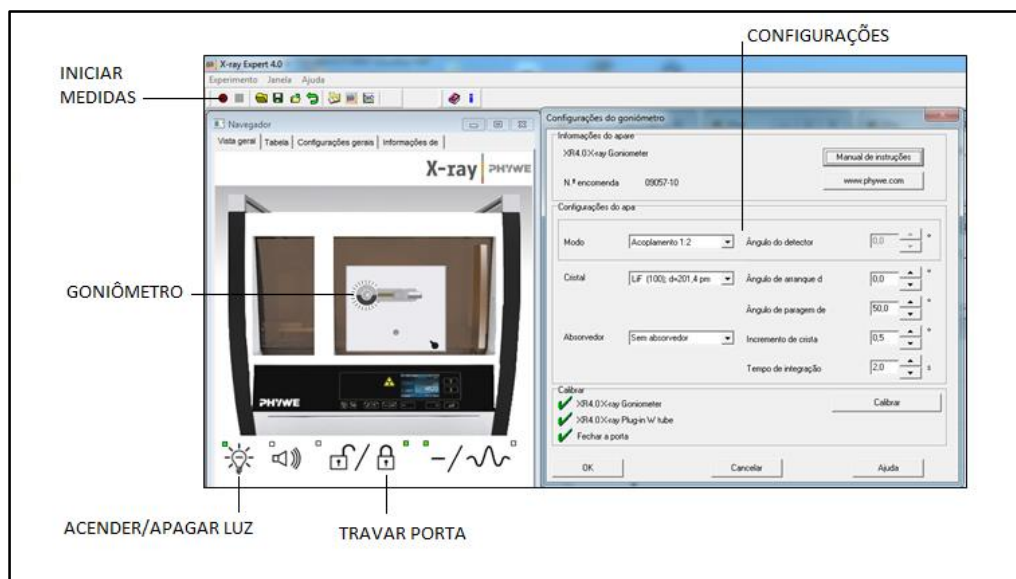 CONFIGURAÇÕES
INICIAR
MEDIDAS
X-ray Expert 4.0
Experimento Janela Ajuda
Navegador
Vista geral Tabela Configurações gerais Informações de
X-ray PHYWE
GONIÔMETRO
PHYWE
ACENDER/APAGAR LUZ
TRAVAR PORTA
Configurações do goniómetro
Informações do apare
XR4.0 X-ray Goniometer
Manual de instruções
N.º encomenda 09057-10
www.phywe.com
Configurações do apa
Modo Acoplamento 1:2 Ângulo do detector 0,0 °
Cristal LiF (100); d=201,4 pm Ângulo de arranque d 0,0 °
Ângulo de paragem de 50,0 °
Absorvedor Sem absorvedor Incremento de crista 0,5 °
Tempo de integração 2,0 s
Calibrar
XR4.0 X-ray Goniometer Calibrar
XR4.0 X-ray Plug-in W tube
Fechar a porta
OK Cancelar Ajuda